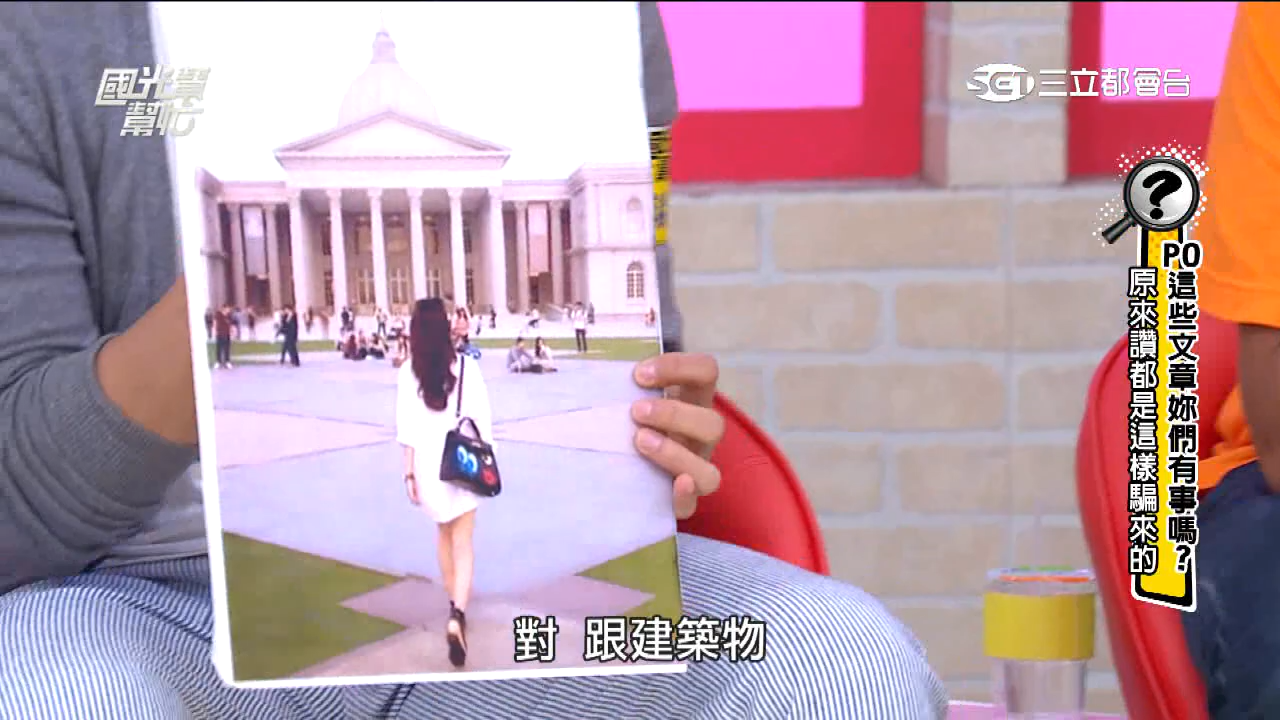 國光幫
幫忙
SET三立都會台
PO這些文章妳們有事嗎?
原來讚都是這樣騙來的
對 跟建築物